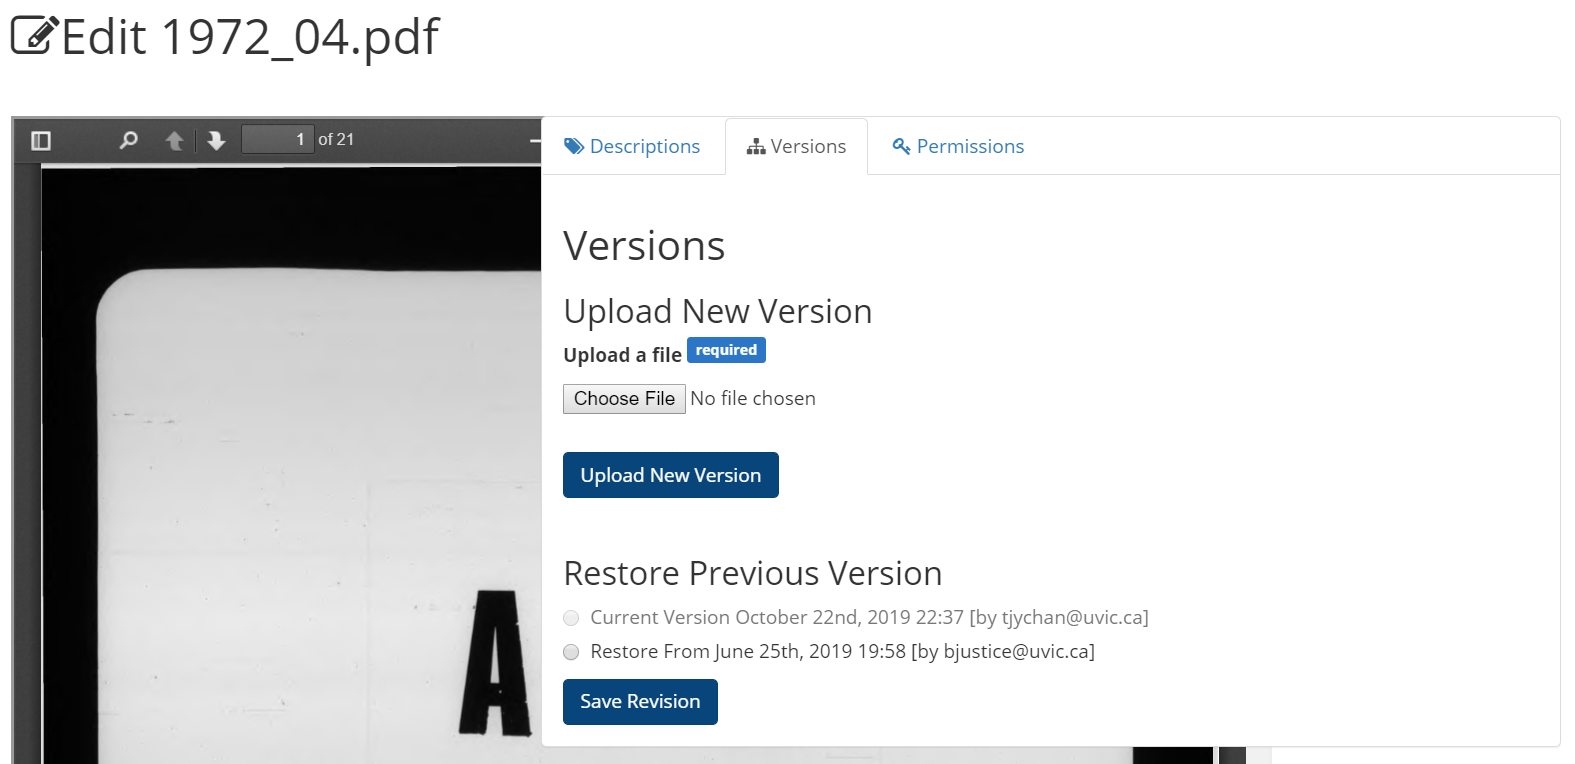 Edit 1972_04.pdf
1 of 21
Descriptions Versions Permissions
Versions
Upload New Version
Upload a file required
Choose File No file chosen
Upload New Version
Restore Previous Version
Current Version October 22nd, 2019 22:37 [by tjychan@uvic.ca]
Restore From June 25th, 2019 19:58 [by bjustice@uvic.ca]
Save Revision
A